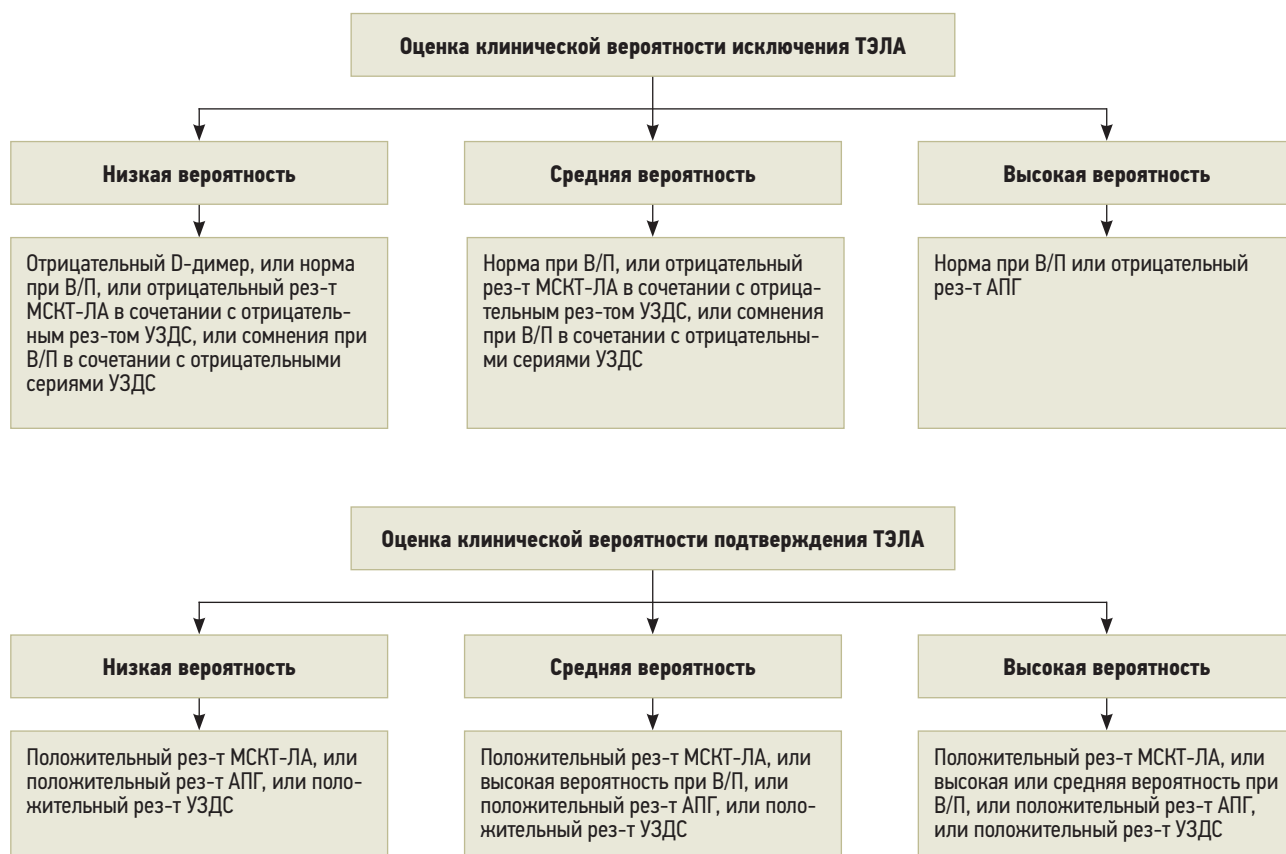 Оценка клинической вероятности исключения ТЭЛА
Низкая вероятность
Средняя вероятность
Высокая вероятность
Отрицательный D-димер, или норма
при В/П, или отрицательный рез-т
МСКТ-ЛА в сочетании с отрицатель-
ным рез-том УЗДС, или сомнения при
В/П в сочетании с отрицательными
сериями УЗДС
Норма при В/П, или отрицательный
рез-т МСКТ-ЛА в сочетании с отрица-
тельным рез-том УЗДС, или сомнения
при В/П в сочетании с отрицательны-
ми сериями УЗДС
Норма при В/П или отрицательный
рез-т АПГ
Оценка клинической вероятности подтверждения ТЭЛА
Низкая вероятность
Средняя вероятность
Высокая вероятность
Положительный рез-т МСКТ-ЛА, или
положительный рез-т АПГ, или поло-
жительный рез-т УЗДС
Положительный рез-т МСКТ-ЛА, или
высокая вероятность при В/П, или
положительный рез-т АПГ, или поло-
жительный рез-т УЗДС
Положительный рез-т МСКТ-ЛА, или
высокая или средняя вероятность при
В/П, или положительный рез-т АПГ,
или положительный рез-т УЗДС